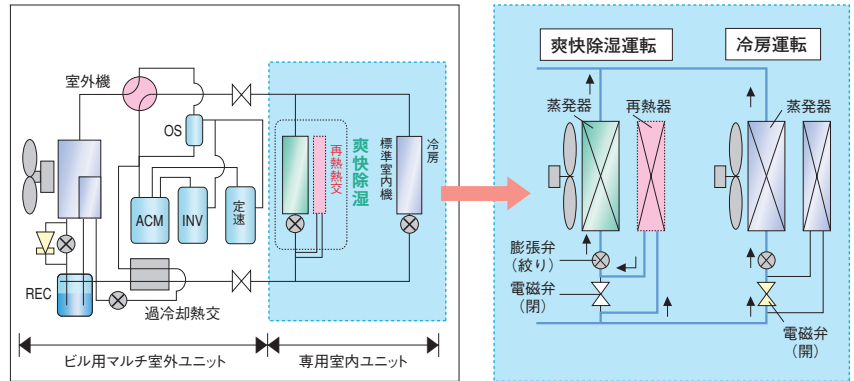 室外機
OS
ACM
INV
定速
REC
過冷却熱交
再熱熱交
爽快除湿
標準室内機
冷房
ビル用マルチ室外ユニット
専用室内ユニット
爽快除湿運転
冷房運転
蒸発器
再熱器
蒸発器
膨張弁
(絞り)
電磁弁
(閉)
電磁弁
(開)